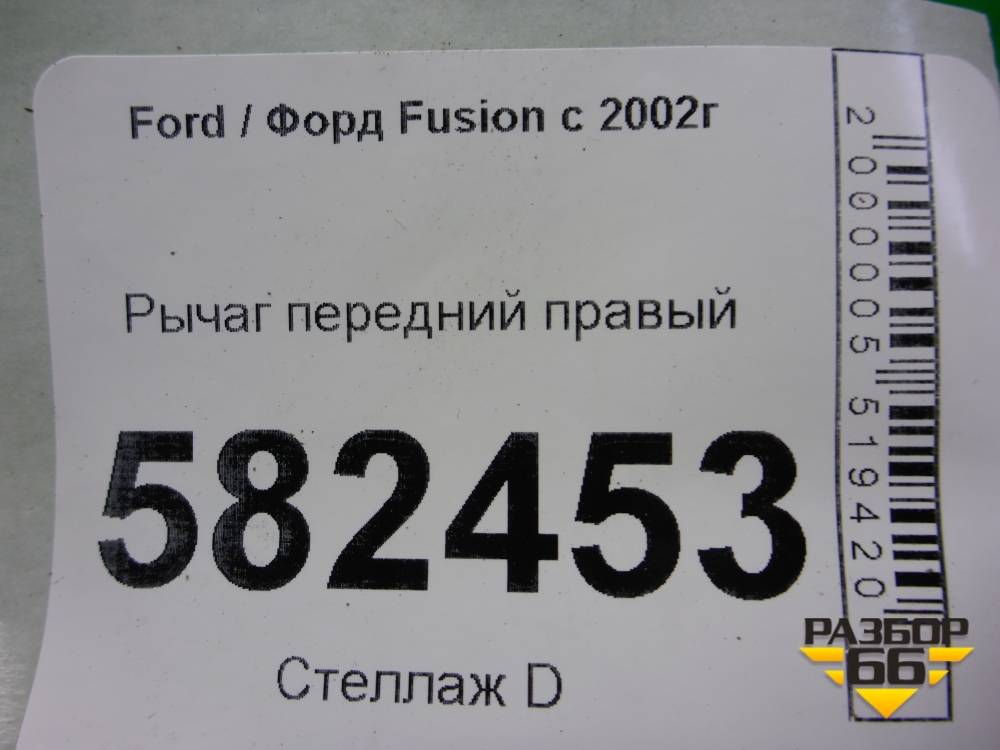 Ford / Форд Fusion с 2002г
Рычаг передний правый
582453
Стеллаж D
2000005519420
РАЗБОР
66